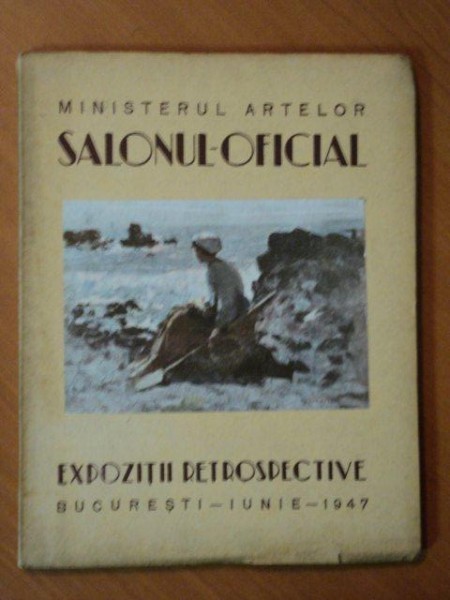 MINISTERUL ARTELOR
SALONUL-OFICIAL
EXPOZIȚII RETROSPECTIVE
BUCUREȘTI — IUNIE — 1947